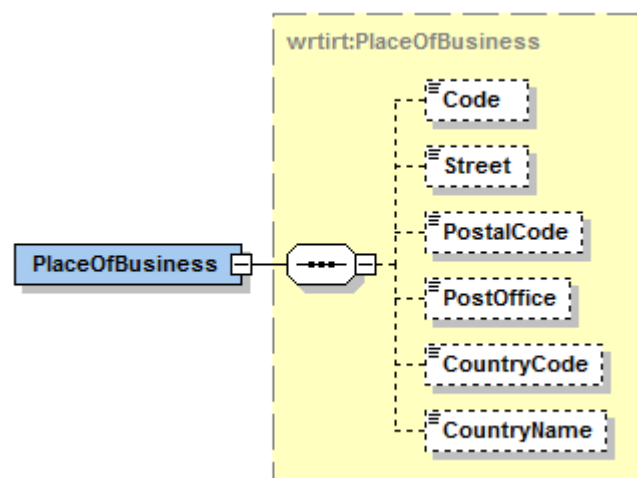 wrtirt:PlaceOfBusiness
Code
Street
PostalCode
PlaceOfBusiness
PostOffice
CountryCode
CountryName